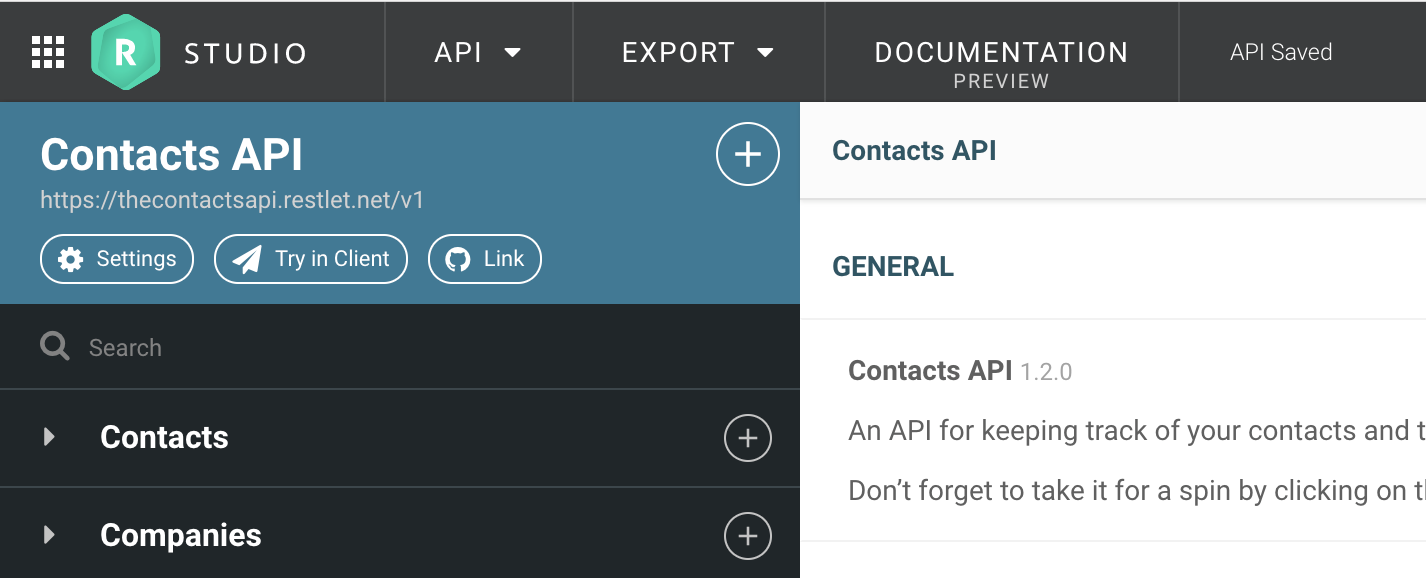 R STUDIO
API
EXPORT
DOCUMENTATION
PREVIEW
API Saved
Contacts API
https://thecontactsapi.restlet.net/v1
Settings
Try in Client
Link
Search
Contacts
Companies
Contacts API
GENERAL
Contacts API 1.2.0
An API for keeping track of your contacts and
Don’t forget to take it for a spin by clicking on